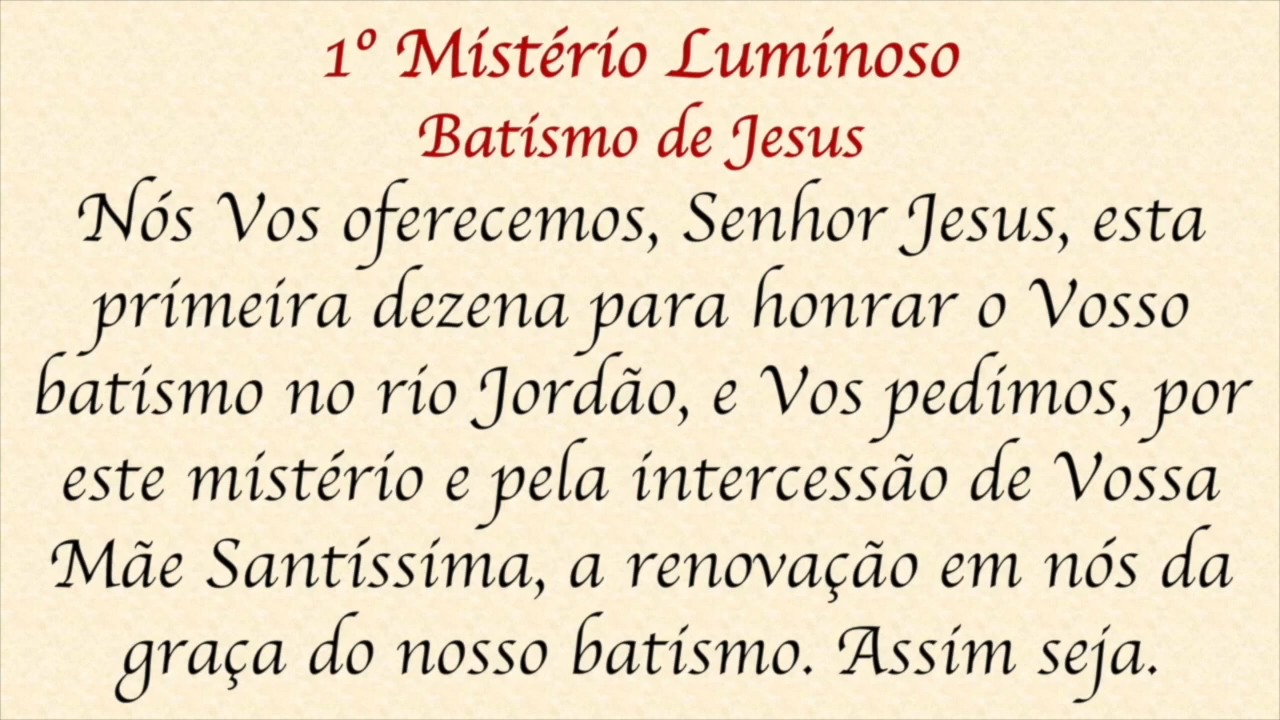 1º Mistério Luminoso
Batismo de Jesus
Nós Vos oferecemos, Senhor Jesus, esta
primeira dezena para honrar o Vosso
batismo no rio Jordão, e Vos pedimos, por
este mistério e pela intercessão de Vossa
Mãe Santíssima, a renovação em nós da
graça do nosso batismo. Assim seja.